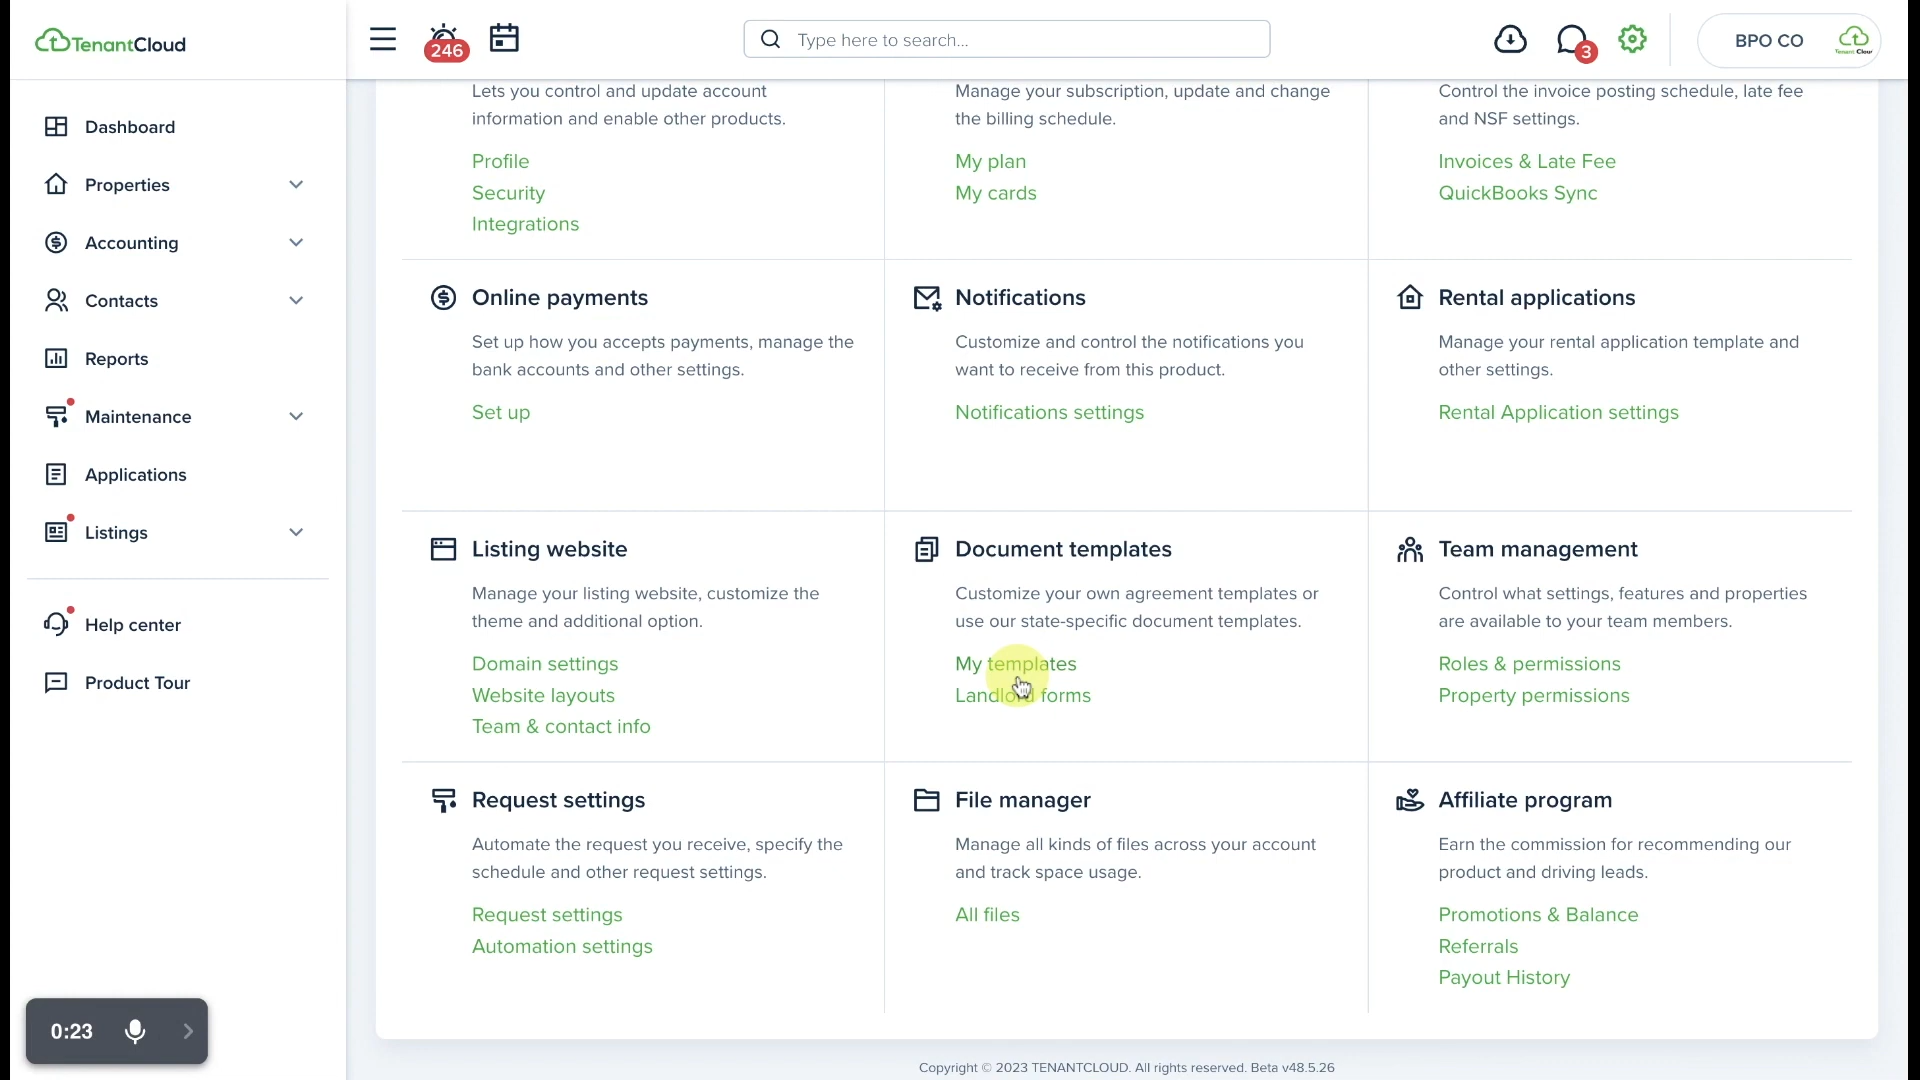 TenantCloud
246
Type here to search...
3
BPO CO
Dashboard
Properties
Accounting
Contacts
Reports
Maintenance
Applications
Listings
Help center
Product Tour
0:23
Lets you control and update account
information and enable other products.
Profile
Security
Integrations
Manage your subscription, update and change
the billing schedule.
My plan
My cards
Control the invoice posting schedule, late fee
and NSF settings.
Invoices & Late Fee
QuickBooks Sync
Online payments
Set up how you accepts payments, manage the
bank accounts and other settings.
Set up
Notifications
Customize and control the notifications you
want to receive from this product.
Notifications settings
Rental applications
Manage your rental application template and
other settings.
Rental Application settings
Listing website
Manage your listing website, customize the
theme and additional option.
Domain settings
Website layouts
Team & contact info
Document templates
Customize your own agreement templates or
use our state-specific document templates.
My templates
Landlord forms
Team management
Control what settings, features and properties
are available to your team members.
Roles & permissions
Property permissions
Request settings
Automate the request you receive, specify the
schedule and other request settings.
Request settings
Automation settings
File manager
Manage all kinds of files across your account
and track space usage.
All files
Affiliate program
Earn the commission for recommending our
product and driving leads.
Promotions & Balance
Referrals
Payout History
Copyright © 2023 TENANTCLOUD. All rights reserved. Beta v48.5.26